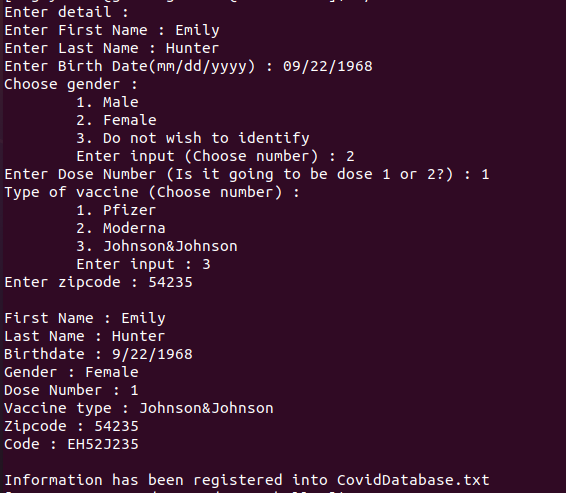 Enter detail :
Enter First Name : Emily
Enter Last Name : Hunter
Enter Birth Date(mm/dd/yyyy) : 09/22/1968
Choose gender :
1. Male
2. Female
3. Do not wish to identify
Enter input (Choose number) : 2
Enter Dose Number (Is it going to be dose 1 or 2?) : 1
Type of vaccine (Choose number) :
1. Pfizer
2. Moderna
3. Johnson&Johnson
Enter input : 3
Enter zipcode : 54235
First Name : Emily
Last Name : Hunter
Birthdate : 9/22/1968
Gender : Female
Dose Number : 1
Vaccine type : Johnson&Johnson
Zipcode : 54235
Code : EH52J235
Information has been registered into CovidDatabase.txt